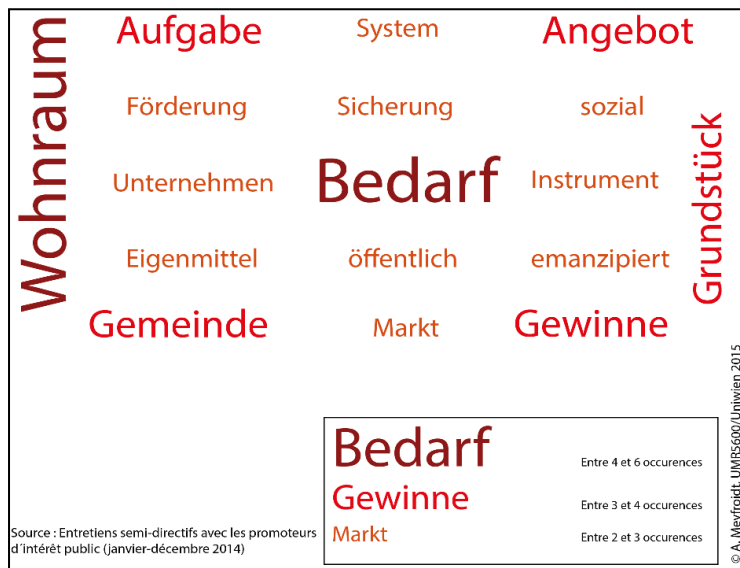 Wohnraum
Aufgabe System Angebot
Förderung Sicherung sozial
Unternehmen Bedarf Instrument
Grundstück
Eigenmittel öffentlich emanzipiert
Gemeinde Markt Gewinne
Bedarf Entre 4 et 6 occurences
Gewinne Entre 3 et 4 occurences
Markt Entre 2 et 3 occurences
Source : Entretiens semi-directifs avec les promoteurs
d´intérêt public (janvier-décembre 2014)
© A. Meyfroidt. UMR5600/Uniwien 2015